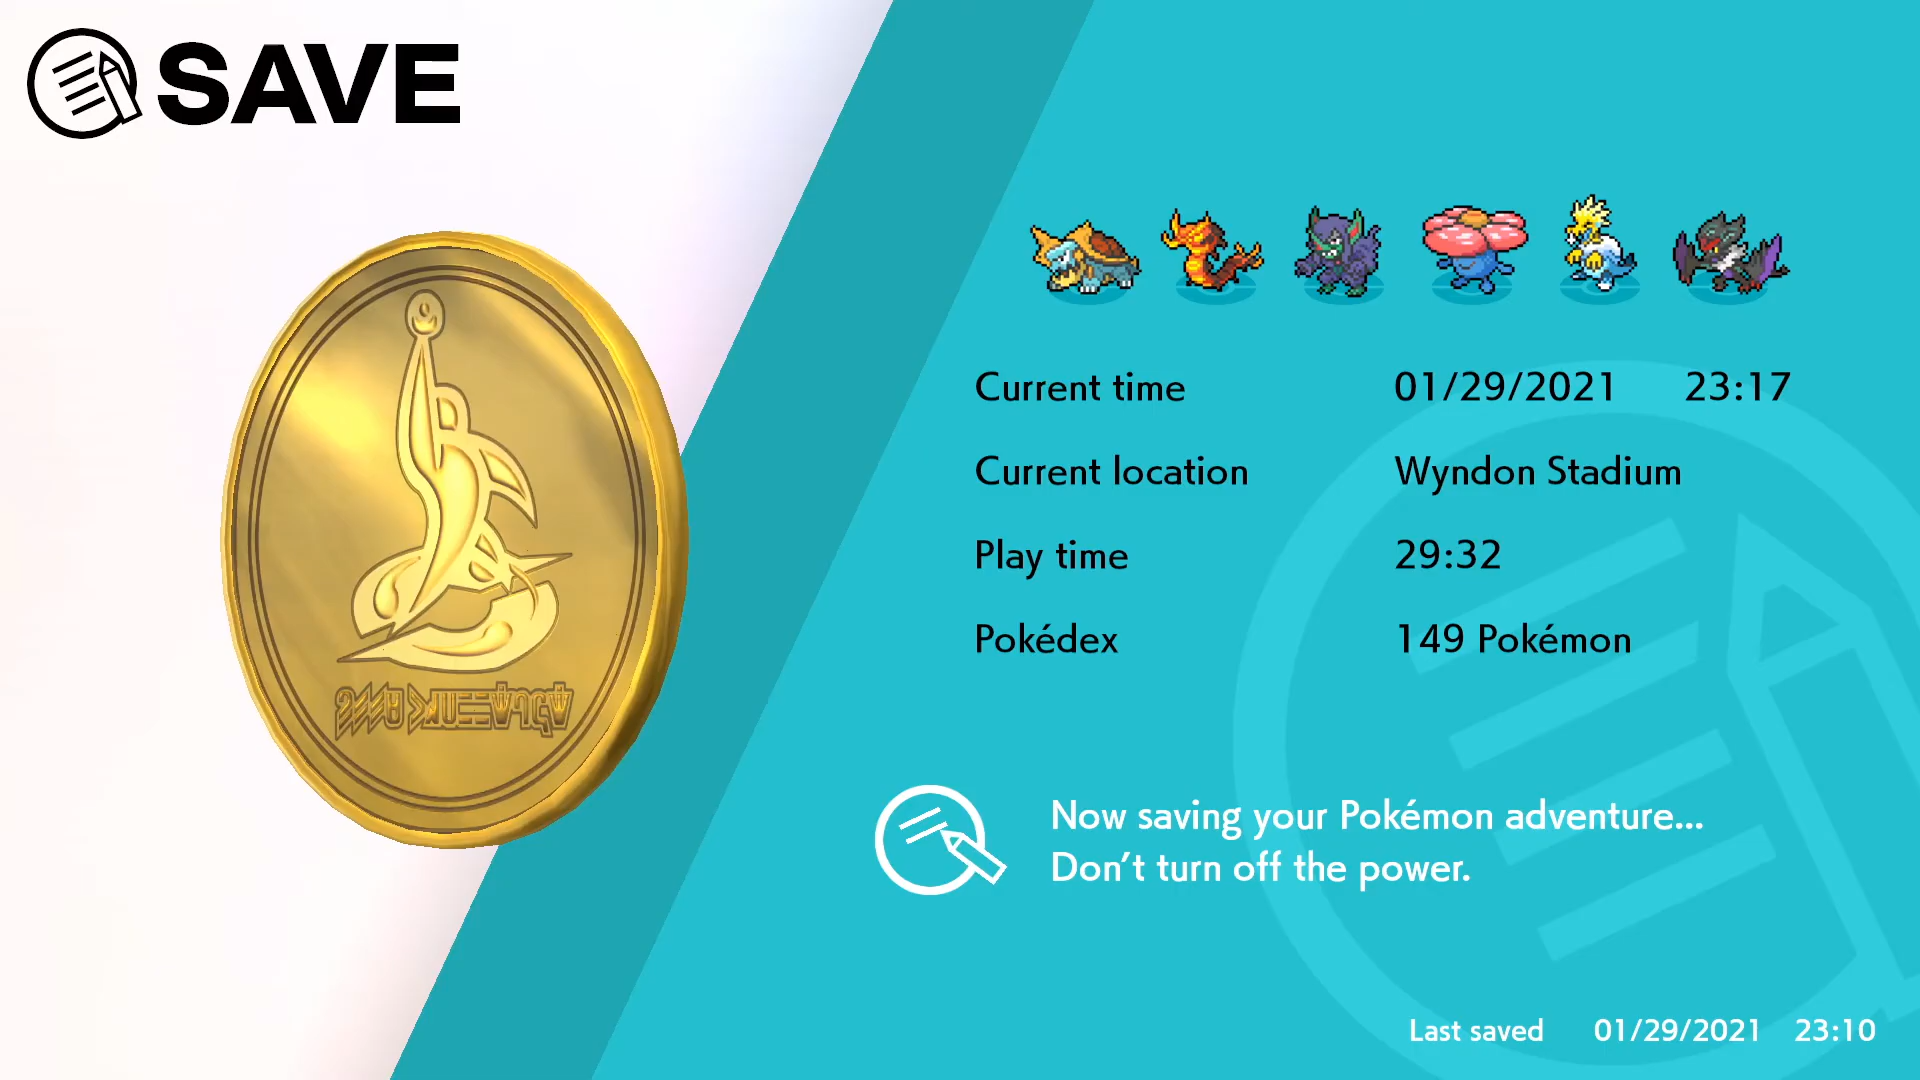 SAVE
Current time 01/29/2021 23:17
Current location Wyndon Stadium
Play time 29:32
Pokédex 149 Pokémon
Now saving your Pokémon adventure...
Don't turn off the power.
Last saved 01/29/2021 23:10